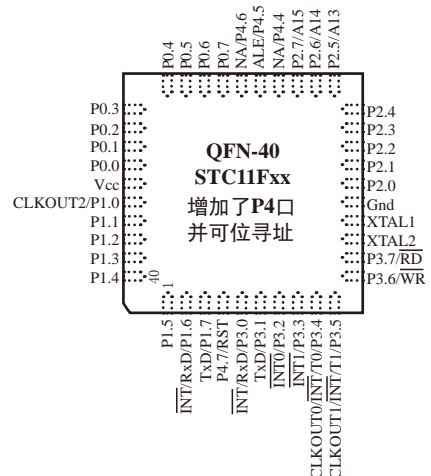 P0.4
P0.5
P0.6
P0.7
NA/P4.6
ALE/P4.5
NA/P4.4
P2.7/A15
P2.6/A14
P2.5/A13
P0.3
P0.2
P0.1
P0.0
Vcc
CLKOUT2/P1.0
P1.1
P1.2
P1.3
P1.4
QFN-40
STC11Fxx
增加了P4口
并可位寻址
40
1
P2.4
P2.3
P2.2
P2.1
P2.0
Gnd
XTAL1
XTAL2
P3.7/RD
P3.6/WR
P1.5
INT/RxD/P1.6
TxD/P1.7
P4.7/RST
INT/RxD/P3.0
TxD/P3.1
INT0/P3.2
INT1/P3.3
CLKOUT0/INT/T0/P3.4
CLKOUT1/INT/T1/P3.5